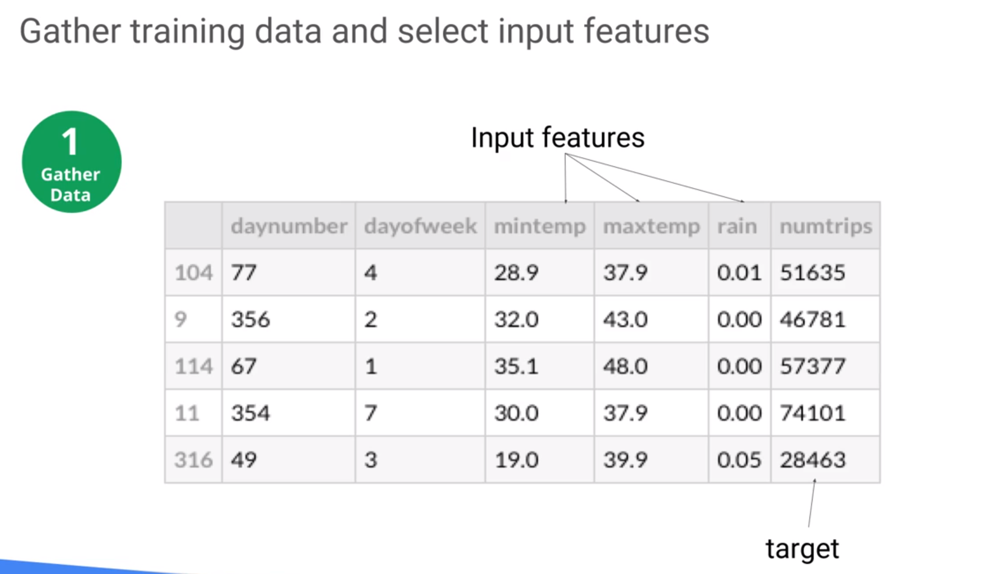 Gather training data and select input features
1
Gather
Data
Input features
daynumber dayofweek mintemp maxtemp rain numtrips
104 77 4 28.9 37.9 0.01 51635
9 356 2 32.0 43.0 0.00 46781
114 67 1 35.1 48.0 0.00 57377
11 354 7 30.0 37.9 0.00 74101
316 49 3 19.0 39.9 0.05 28463
target